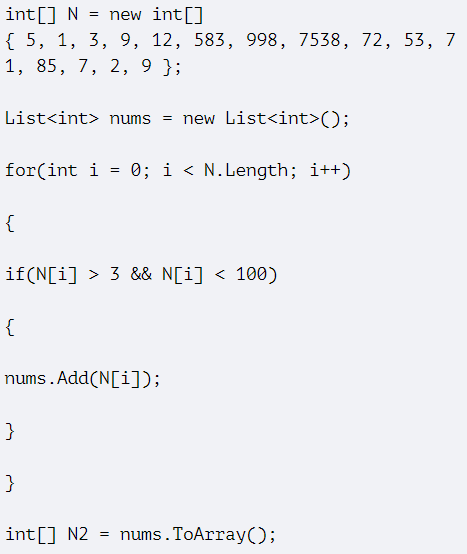 int[] N = new int[]
{ 5, 1, 3, 9, 12, 583, 998, 7538, 72, 53, 7
1, 85, 7, 2, 9 };
List<int> nums = new List<int>();
for(int i = 0; i < N.Length; i++)
{
if(N[i] > 3 && N[i] < 100)
{
nums.Add(N[i]);
}
}
int[] N2 = nums.ToArray();